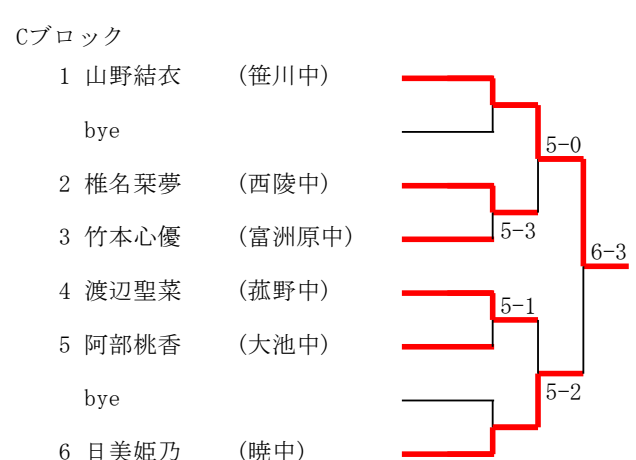 Cブロック
1 山野結衣 (笹川中)
bye
5-0
2 椎名栞夢 (西陵中)
3 竹本心優 (富洲原中) 5-3
6-3
4 渡辺聖菜 (菰野中)
5-1
5 阿部桃香 (大池中)
bye 5-2
6 日美姫乃 (暁中)